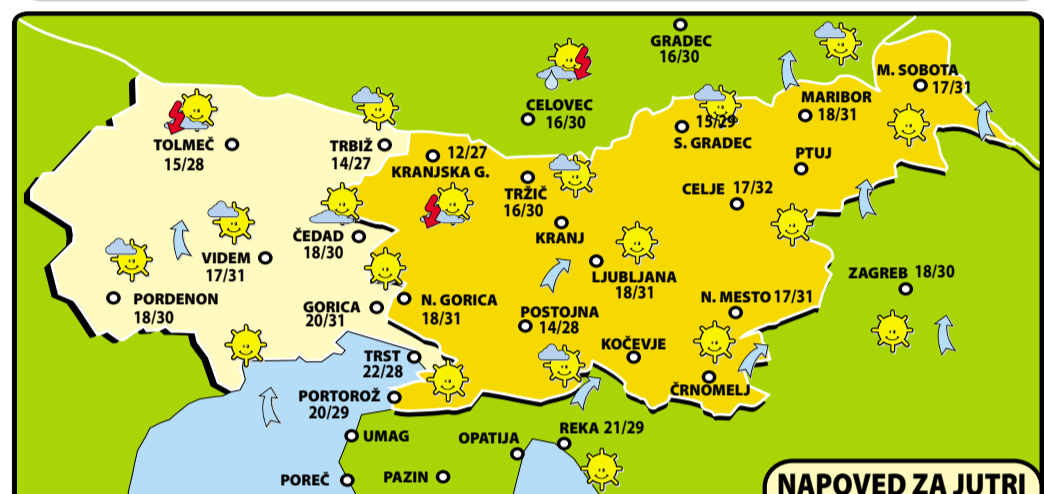 GRADEC
16/30
M. SOBOTA
17/31
CELOVEC
16/30
MARIBOR
18/31
15/29
S. GRADEC
TOLMEČ
15/28
TRBIŽ
14/27
12/27
KRANJSKA G.
PTUJ
TRŽIČ
16/30
CELJE 17/32
KRANJ
ČEDAD
18/30
VIDEM
17/31
LJUBLJANA
18/31
ZAGREB 18/30
PORDENON
18/30
GORICA
20/31
N. GORICA
18/31
N. MESTO 17/31
POSTOJNA
14/28
KOČEVJE
TRST
22/28
ČRNOMELJ
PORTOROŽ
20/29
UMAG
OPATIJA
REKA 21/29
POREČ
PAZIN
NAPOVED ZA JUTRI